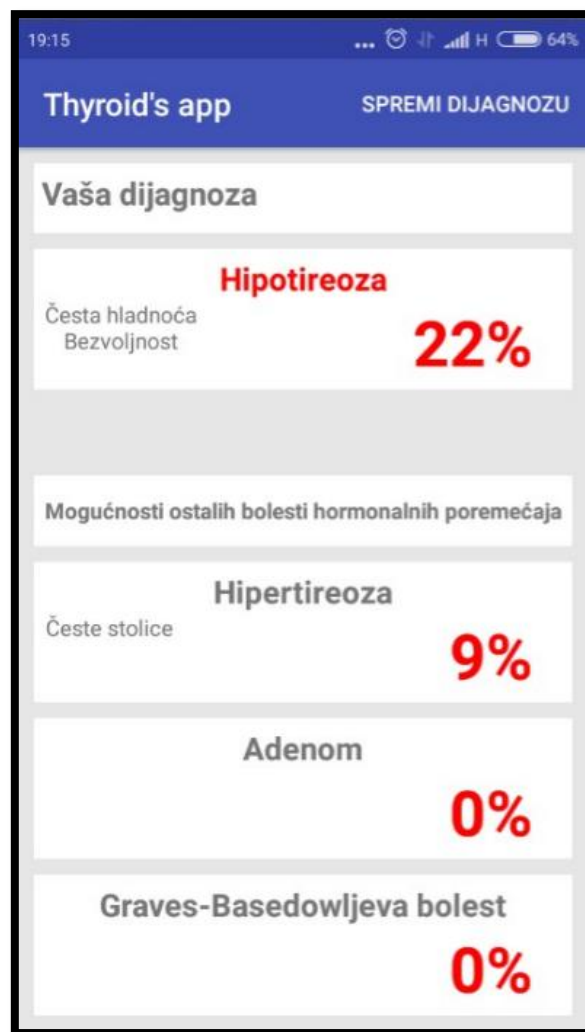 19:15 ... H 64%
Thyroid's app SPREMI DIJAGNOZU
Vaša dijagnoza
Hipotireoza
Česta hladnoća
Bezvoljnost
22%
Mogućnosti ostalih bolesti hormonalnih poremećaja
Hipertireoza
Česte stolice
9%
Adenom
0%
Graves-Basedowljeva bolest
0%